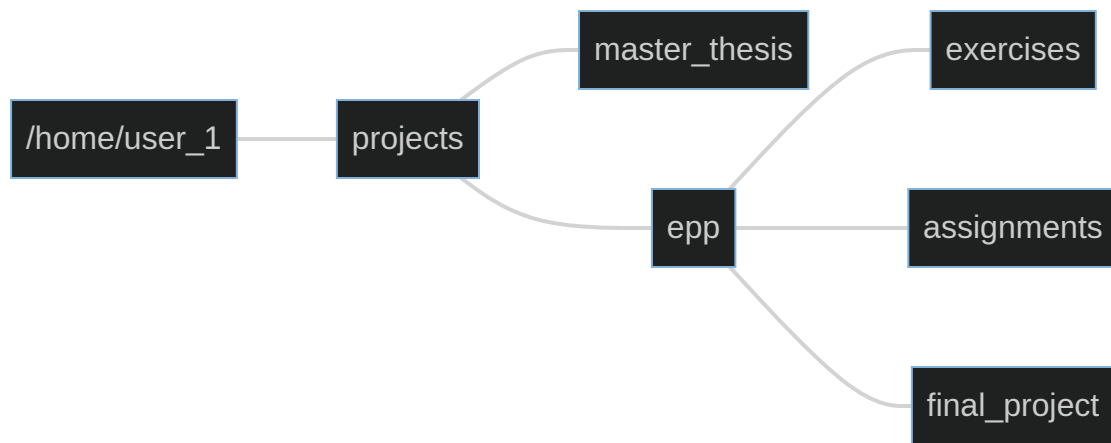 /home/user_1
projects
master_thesis
epp
exercises
assignments
final_project